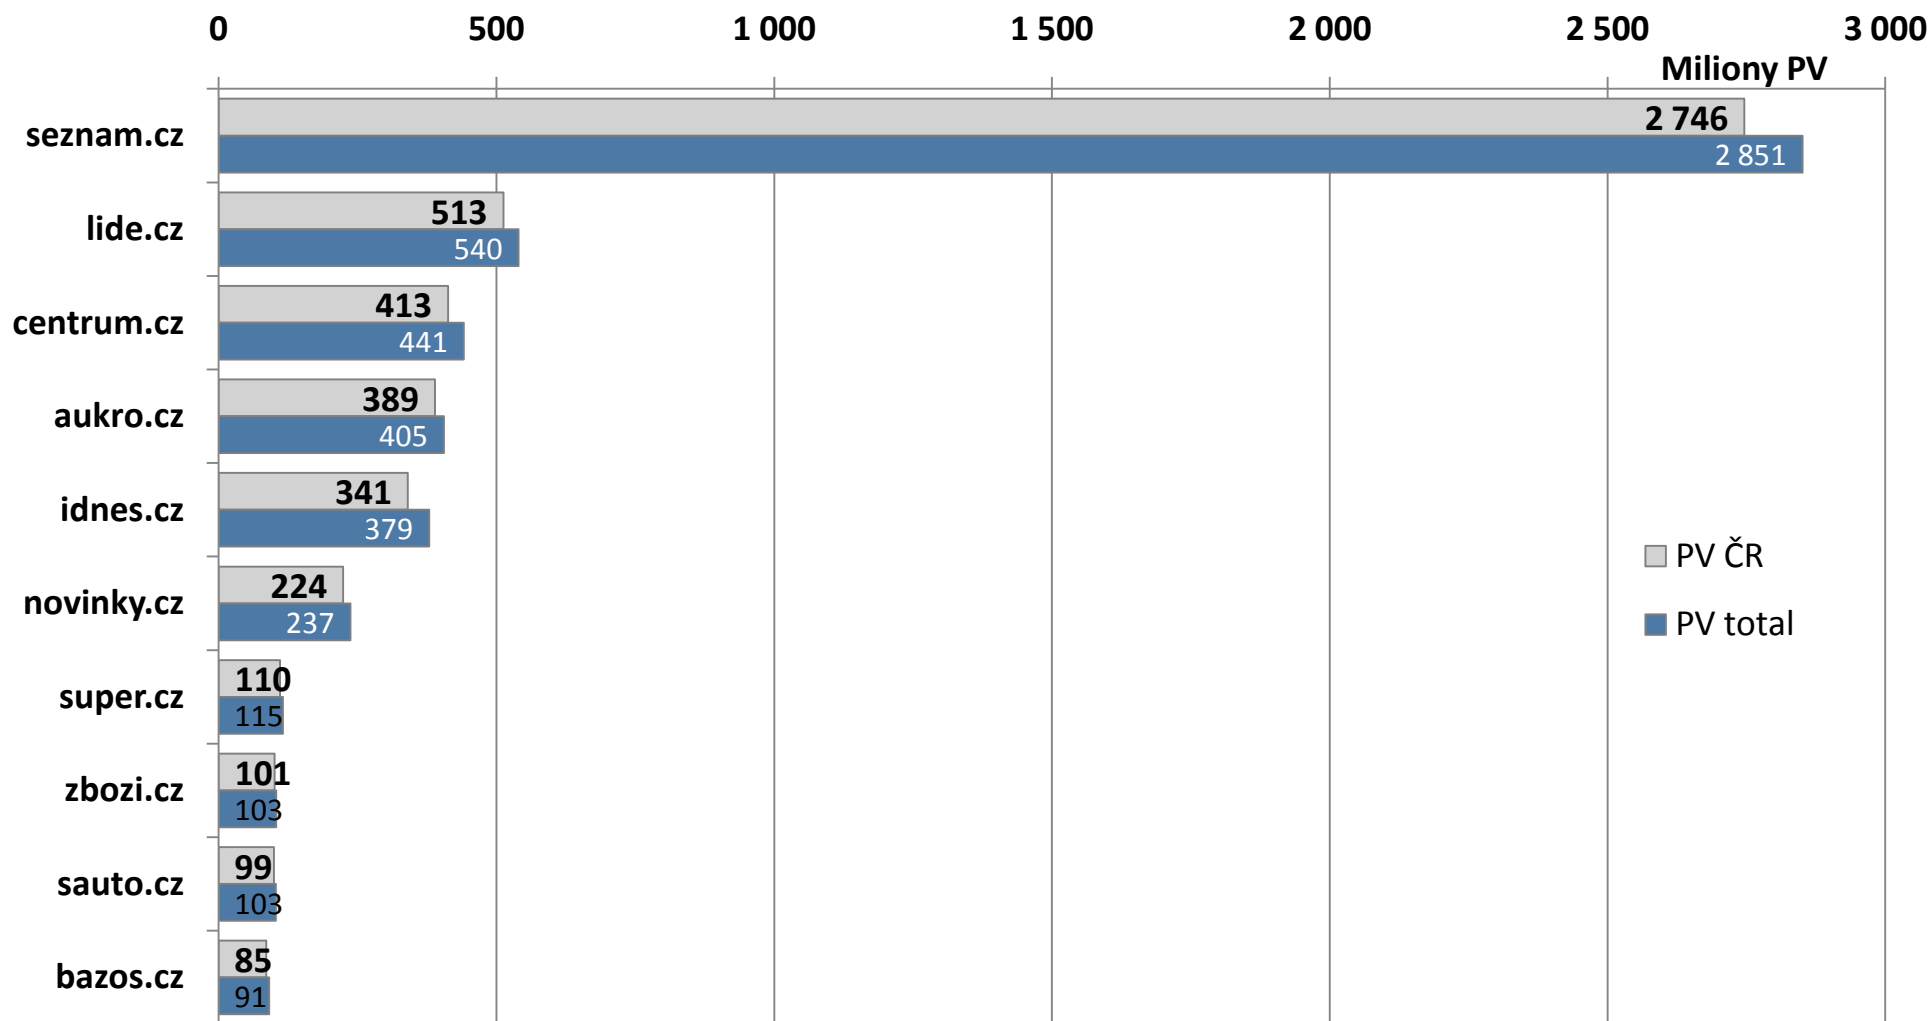 0 500 1 000 1 500 2 000 2 500 3 000
Miliony PV
seznam.cz
2 746
2 851
lide.cz
513
540
centrum.cz
413
441
aukro.cz
389
405
idnes.cz
341
379
novinky.cz
224
237
super.cz
110
115
zbozi.cz
101
103
sauto.cz
99
103
bazos.cz
85
91
PV ČR
PV total